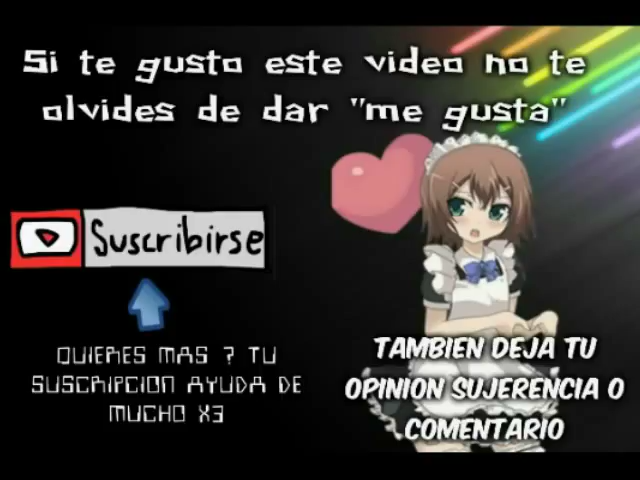 Si te gusto este video no te
olvides de dar "me gusta"
Suscribirse
QUIERES MAS ? TU
SUSCRIPCION AYUDA DE
MUCHO X3
TAMBIEN DEJA TU
OPINION SUJERENCIA O
COMENTARIO